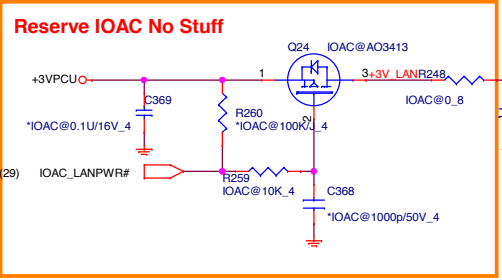 Reserve IOAC No Stuff
Q24 IOAC@AO3413
+3VPCU 1 3 +3V_LAN R248
C369 IOAC@0_8
*IOAC@0.1U/16V_4
R260
*IOAC@100K/J_4
2
(29) IOAC_LANPWR#
R259
IOAC@10K_4
C368
*IOAC@1000p/50V_4